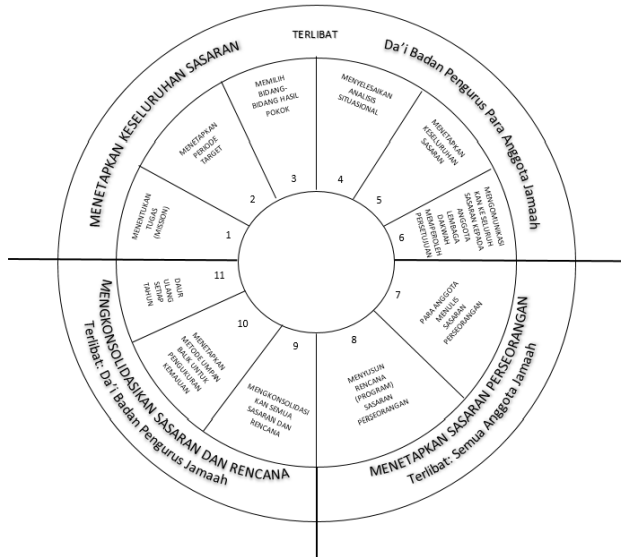 MENETAPKAN KESELURUHAN SASARAN
TERLIBAT
Da'i Badan Pengurus Para Anggota Jamaah
MENENTUKAN
TUGAS
(MISSION)
1
MENETAPKAN
PERIODE
TARGET
2
MEMILIH
BIDANG-
BIDANG HASIL
POKOK
3
MENYELESAIKAN
ANALISIS
SITUASIONAL
4
MENETAPKAN
KESELURUHAN
SASARAN
5
MENGOMUNIKASI
KAN KE SELURUH
SASARAN KEPADA
ANGGOTA
LEMBAGA
DAKWAH
MEMPEROLEH
PERSETUJUAN
6
PARA ANGGOTA
MENULIS
SASARAN
PERSEORANGAN
7
MENYUSUN
RENCANA
(PROGRAM)
SASARAN
PERSEORANGAN
8
MENGKONSOLIDASI
KAN SEMUA
SASARAN DAN
RENCANA
9
MENETAPKAN
METODE UMPAN
BALIK UNTUK
PENGUKURAN
KEMAJUAN
10
DAUR
ULANG
SETIAP
TAHUN
11
MENETAPKAN SASARAN PERSEORANGAN
Terlibat: Semua Anggota Jamaah
MENGKONSOLIDASIKAN SASARAN DAN RENCANA
Terlibat: Da'i Badan Pengurus Jamaah